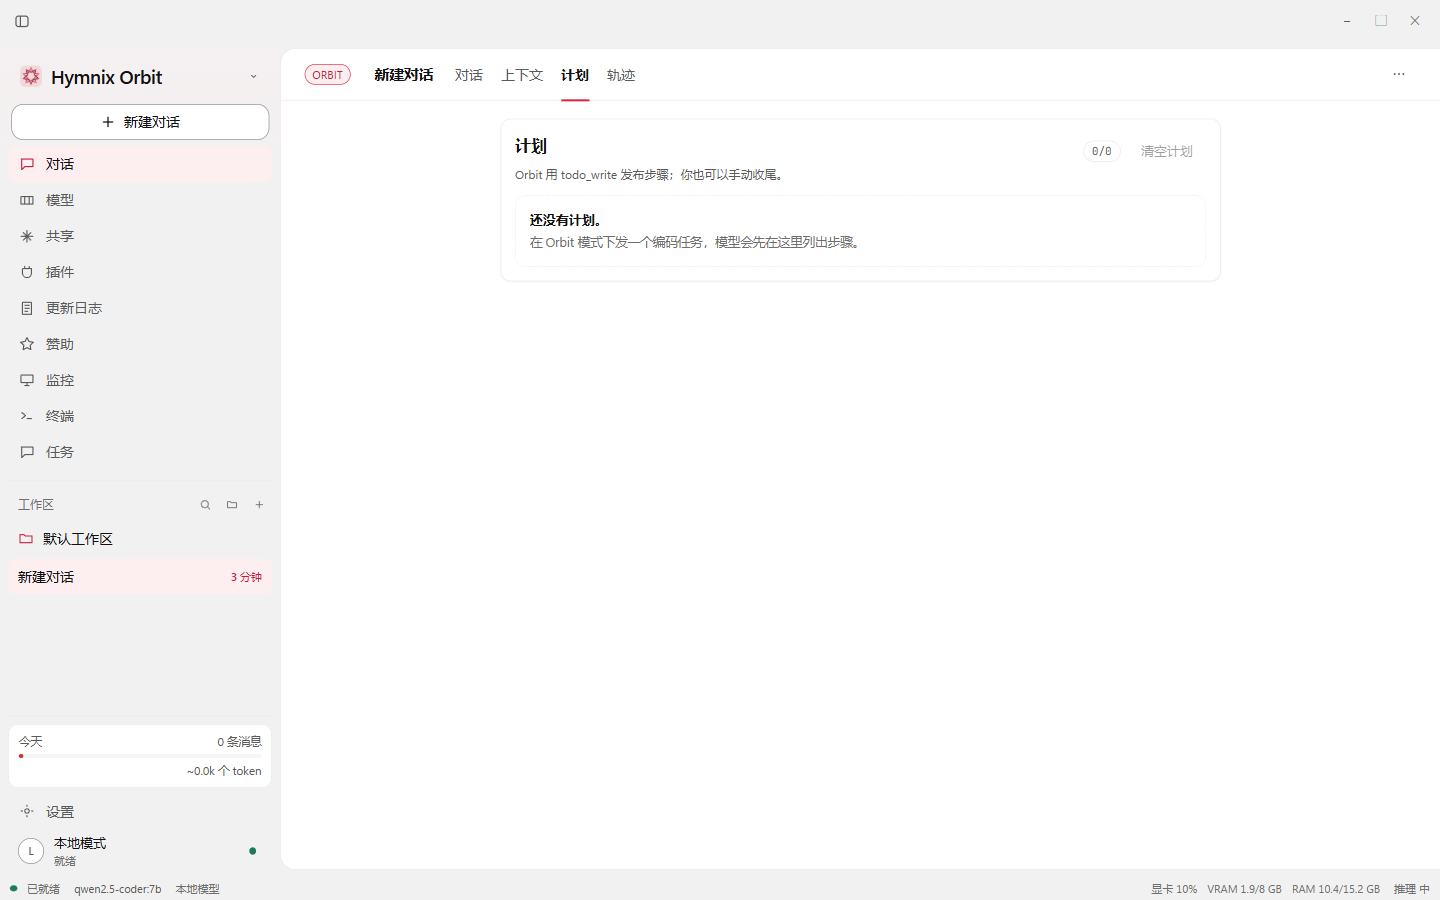 Hymnix Orbit
新建对话
对话
模型
共享
插件
更新日志
赞助
监控
终端
任务
工作区
默认工作区
新建对话 3 分钟
今天 0 条消息
~0.0k 个 token
设置
L 本地模式
就绪
ORBIT 新建对话 对话 上下文 计划 轨迹 ···
计划
0/0 清空计划
Orbit 用 todo_write 发布步骤；你也可以手动收尾。
还没有计划。
在 Orbit 模式下发一个编码任务，模型会先在这里列出步骤。
已就绪 qwen2.5-coder:7b 本地模型 显卡 10% VRAM 1.9/8 GB RAM 10.4/15.2 GB 推理 中